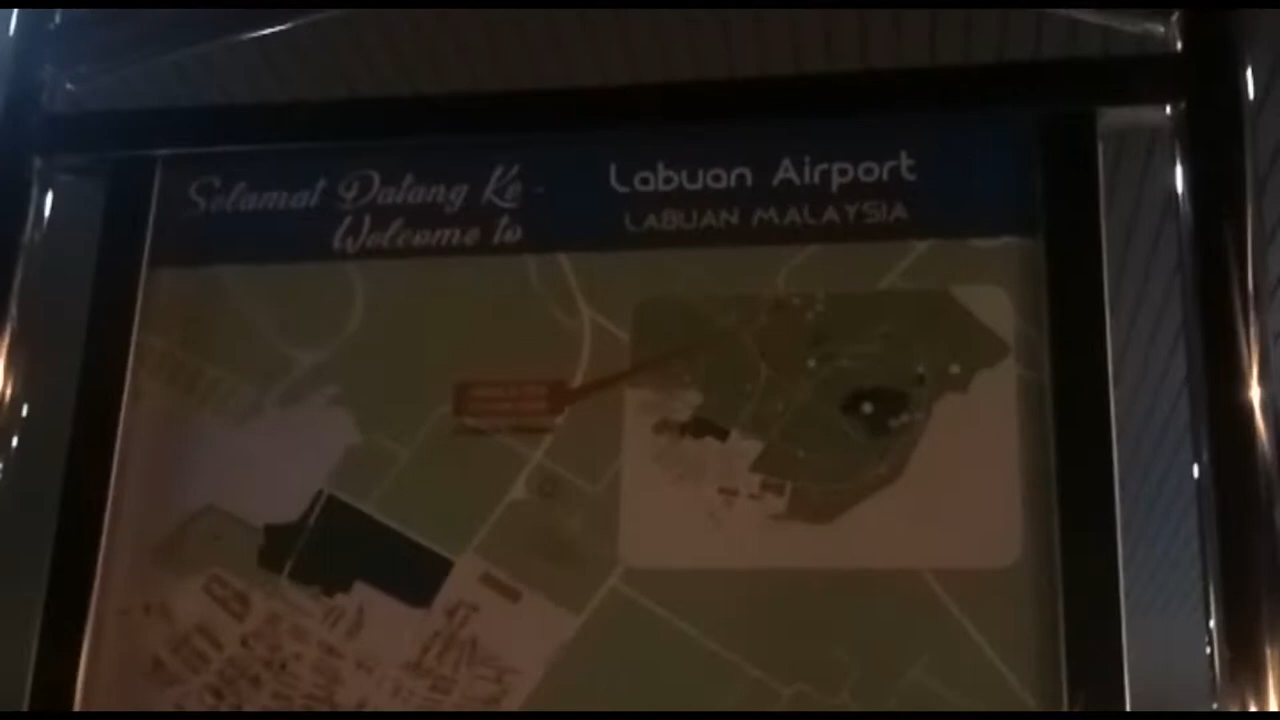 Selamat Datang Ke -
Welcome to
Labuan Airport
LABUAN MALAYSIA